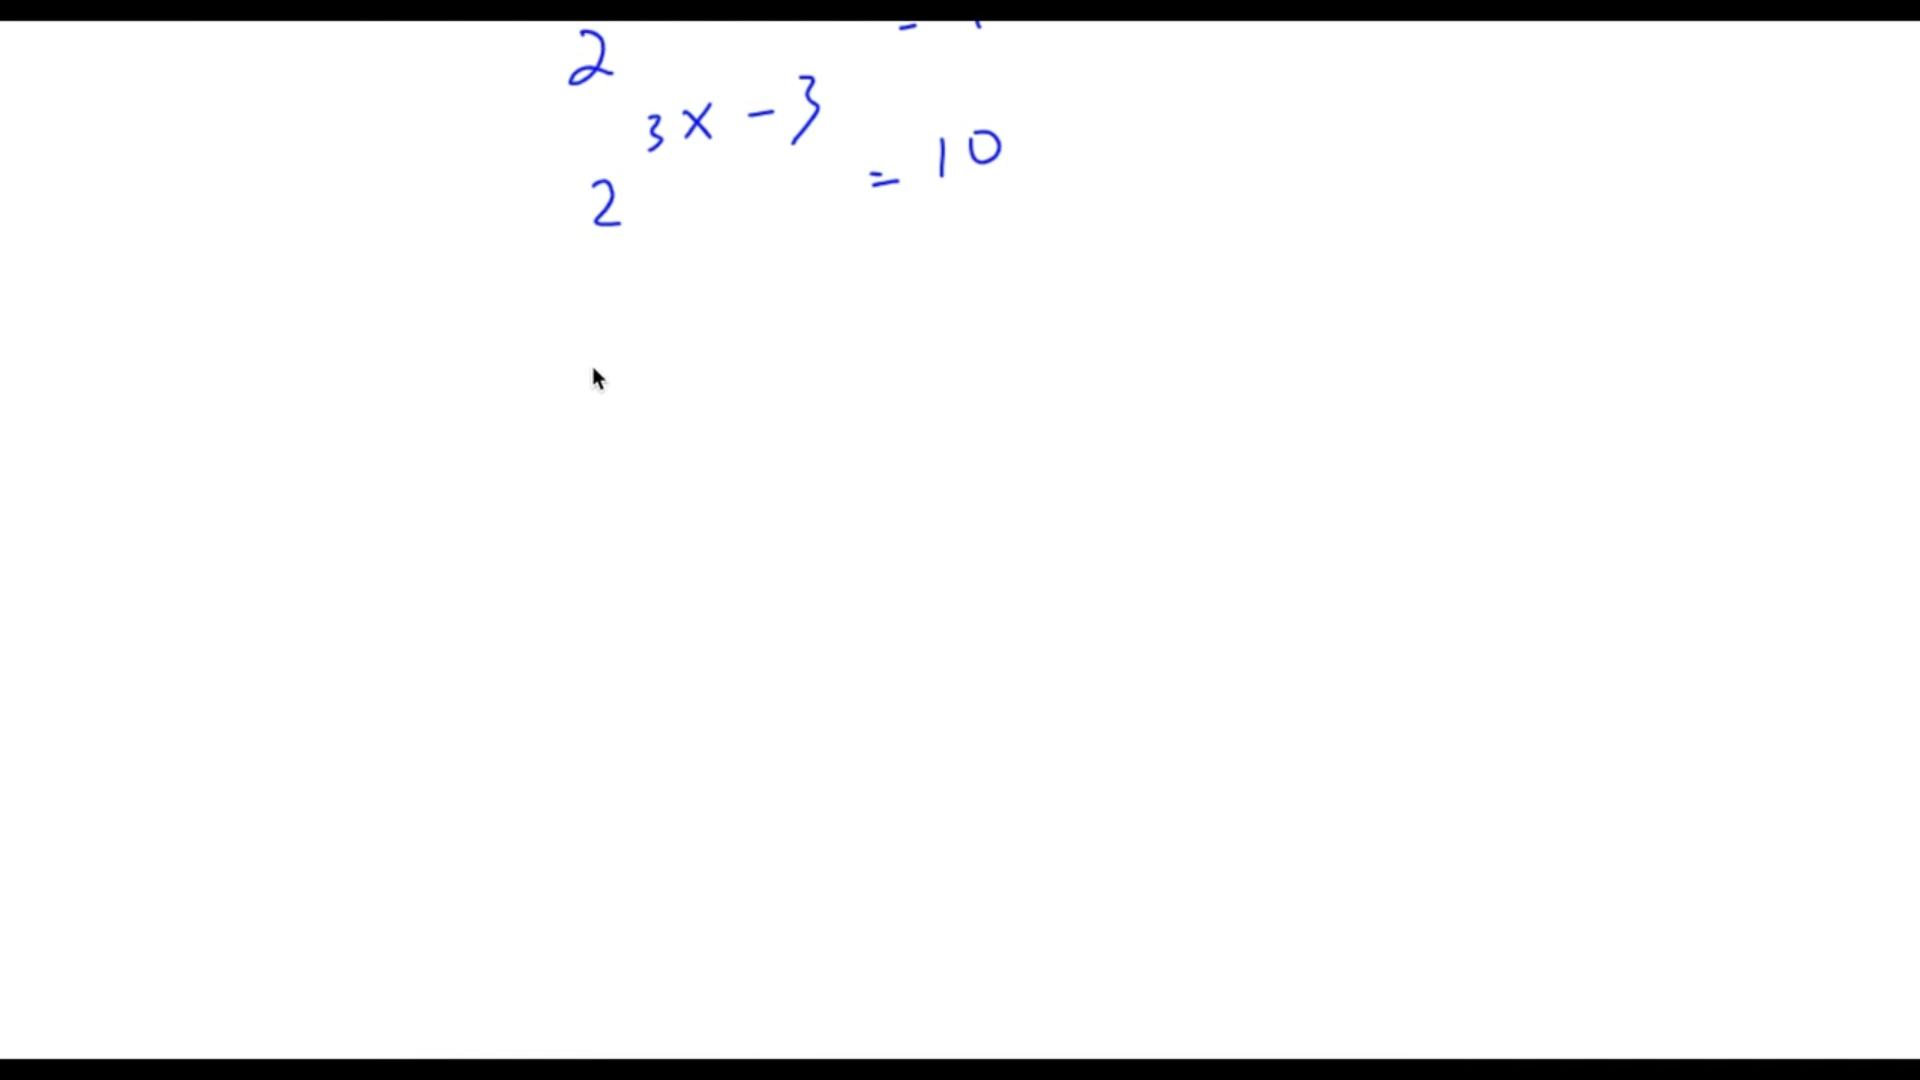 2 =
2^{3x-3} = 10